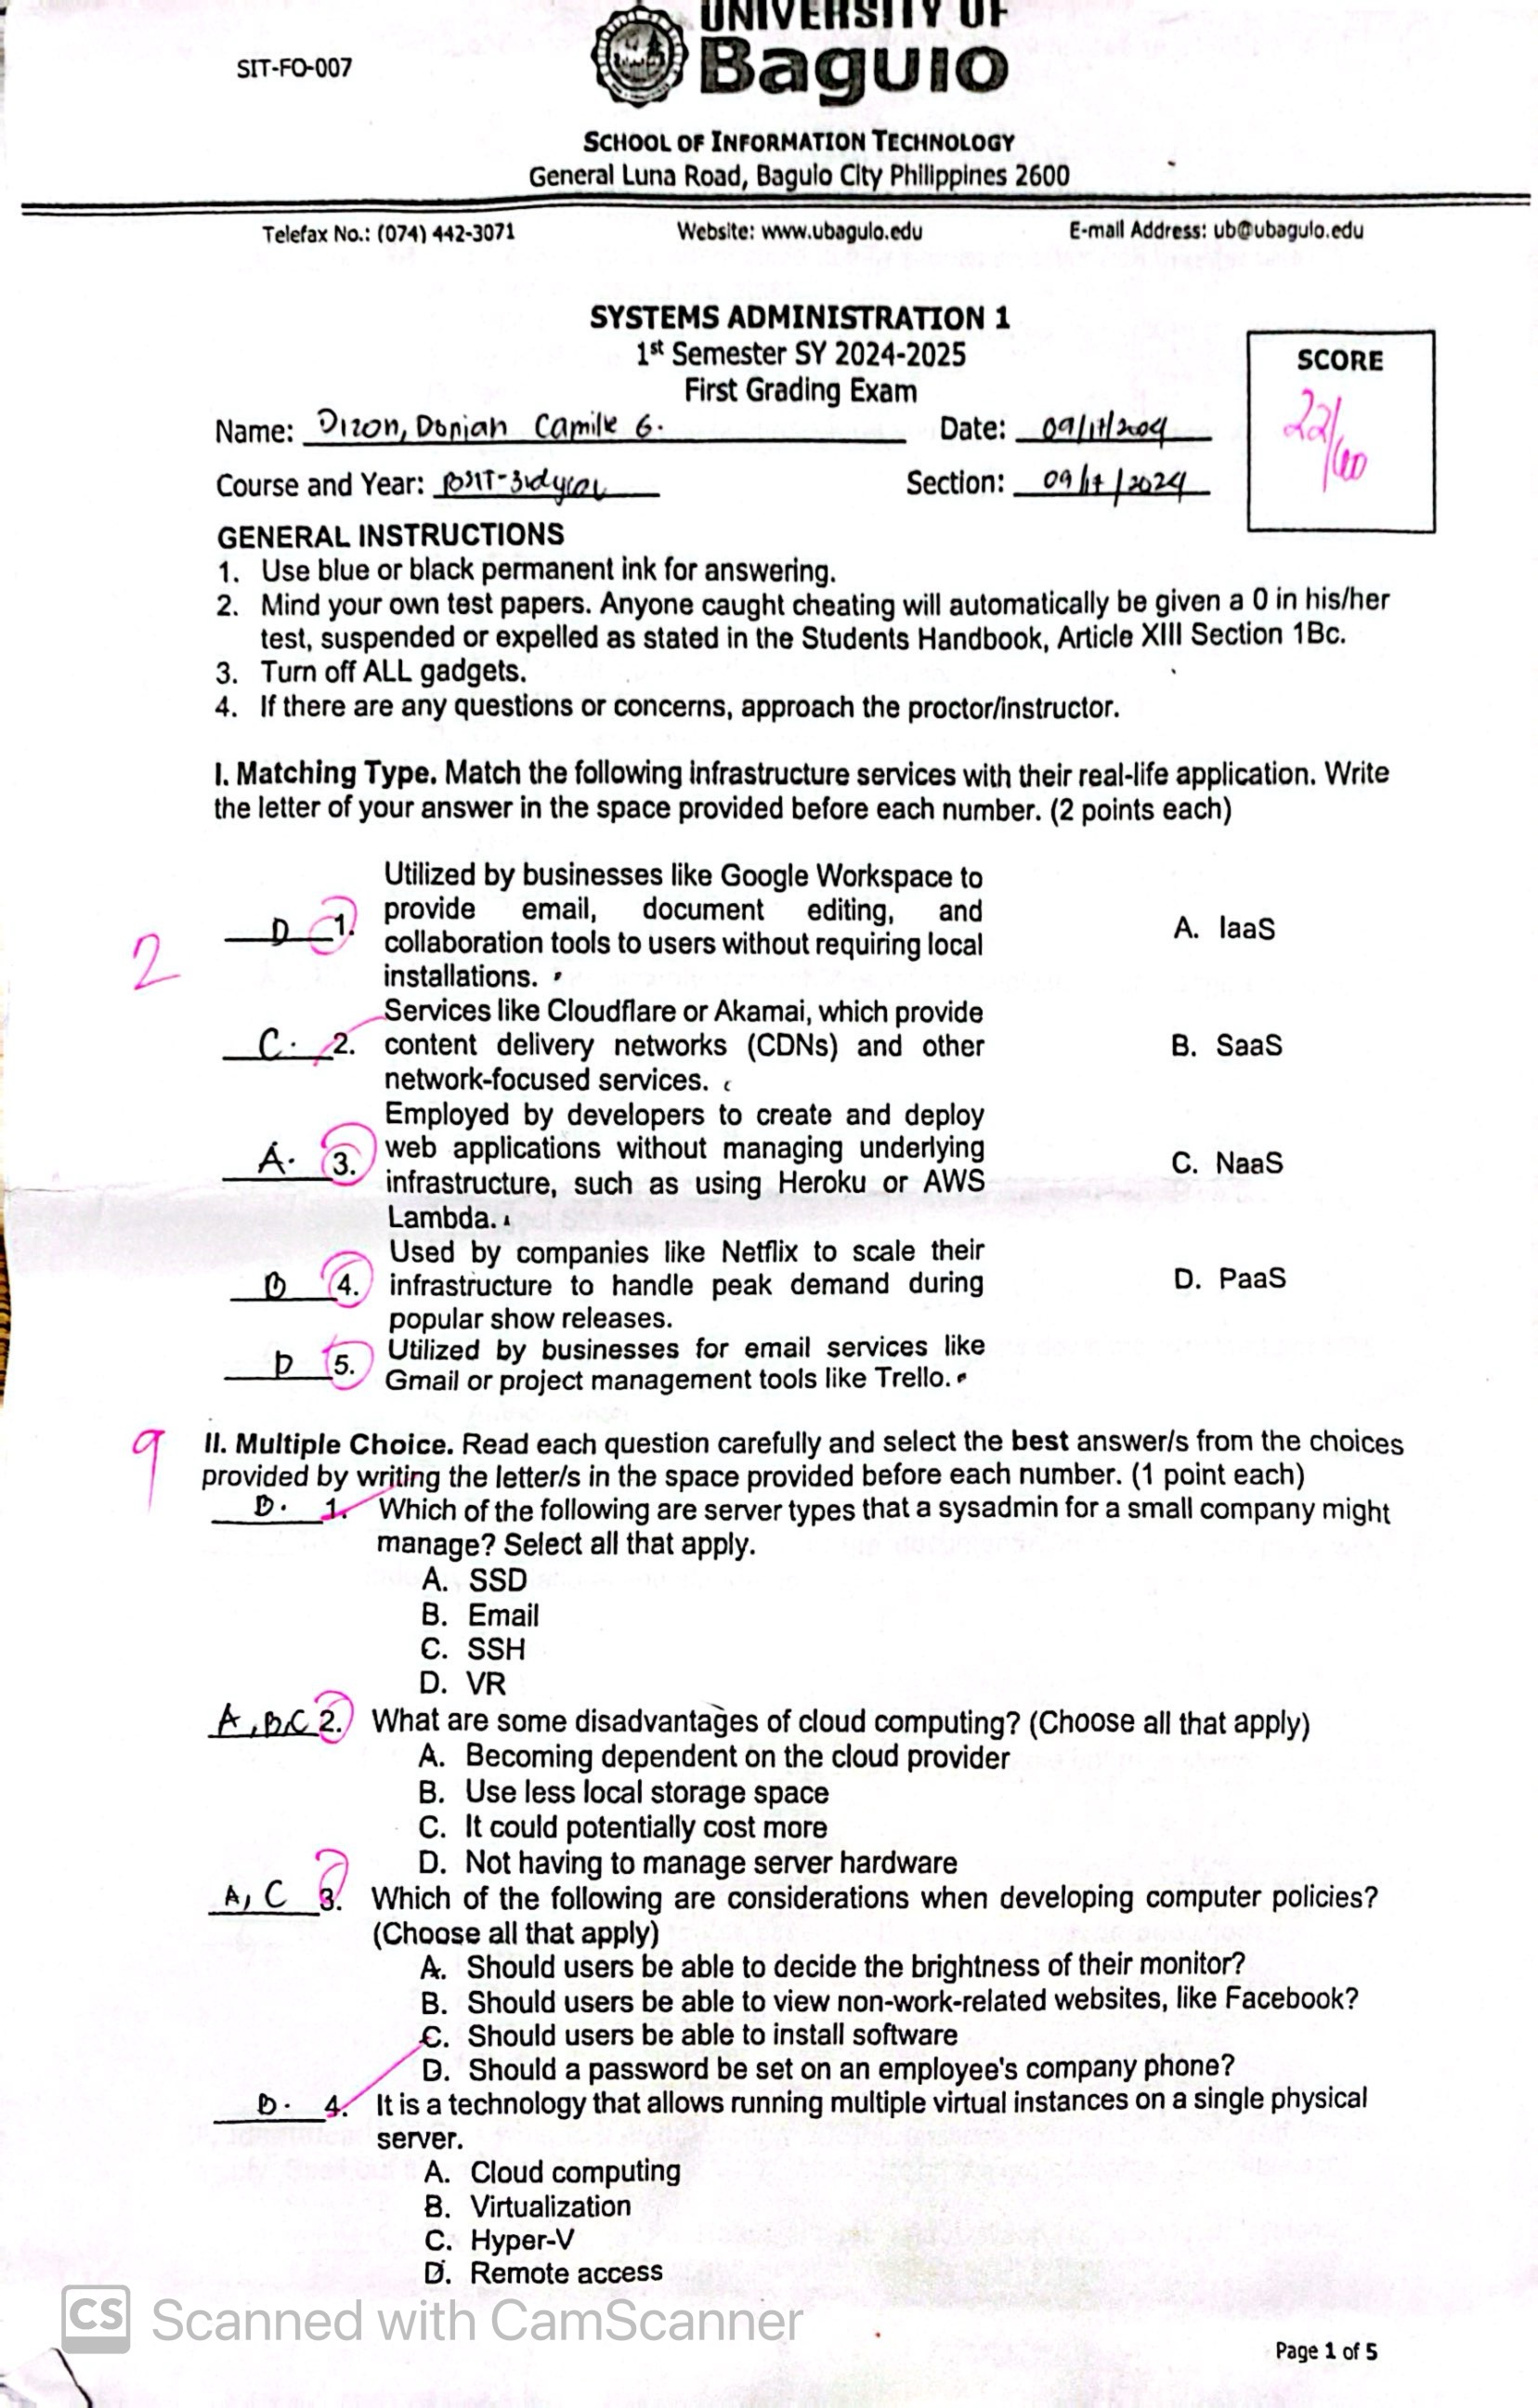 UNIVERSITY OF
SIT-FO-007
Baguio
SCHOOL OF INFORMATION TECHNOLOGY
General Luna Road, Baguio City Philippines 2600
Telefax No.: (074) 442-3071 Website: www.ubaguio.edu E-mail Address: ub@ubaguio.edu
SYSTEMS ADMINISTRATION 1
1st Semester SY 2024-2025
First Grading Exam
SCORE
22/60
Name: Dizon, Donjah Camille G. Date:
Course and Year: Section: 09/17/2024
GENERAL INSTRUCTIONS
1. Use blue or black permanent ink for answering.
2. Mind your own test papers. Anyone caught cheating will automatically be given a 0 in his/her
test, suspended or expelled as stated in the Students Handbook, Article XIII Section 1Bc.
3. Turn off ALL gadgets.
4. If there are any questions or concerns, approach the proctor/instructor.
I. Matching Type. Match the following infrastructure services with their real-life application. Write
the letter of your answer in the space provided before each number. (2 points each)
2
Utilized by businesses like Google Workspace to
D 1. provide email, document editing, and A. IaaS
collaboration tools to users without requiring local
installations.
Services like Cloudflare or Akamai, which provide
C. 2. content delivery networks (CDNs) and other B. SaaS
network-focused services.
Employed by developers to create and deploy
A. 3. web applications without managing underlying C. NaaS
infrastructure, such as using Heroku or AWS
Lambda.
Used by companies like Netflix to scale their
4. infrastructure to handle peak demand during D. PaaS
popular show releases.
D 5. Utilized by businesses for email services like
Gmail or project management tools like Trello.
9
II. Multiple Choice. Read each question carefully and select the best answer/s from the choices
provided by writing the letter/s in the space provided before each number. (1 point each)
B. 1. Which of the following are server types that a sysadmin for a small company might
manage? Select all that apply.
A. SSD
B. Email
C. SSH
D. VR
A, B, C 2. What are some disadvantages of cloud computing? (Choose all that apply)
A. Becoming dependent on the cloud provider
B. Use less local storage space
C. It could potentially cost more
D. Not having to manage server hardware
A, C 3. Which of the following are considerations when developing computer policies?
(Choose all that apply)
A. Should users be able to decide the brightness of their monitor?
B. Should users be able to view non-work-related websites, like Facebook?
C. Should users be able to install software
D. Should a password be set on an employee's company phone?
B. 4. It is a technology that allows running multiple virtual instances on a single physical
server.
A. Cloud computing
B. Virtualization
C. Hyper-V
D. Remote access
CS Scanned with CamScanner
Page 1 of 5